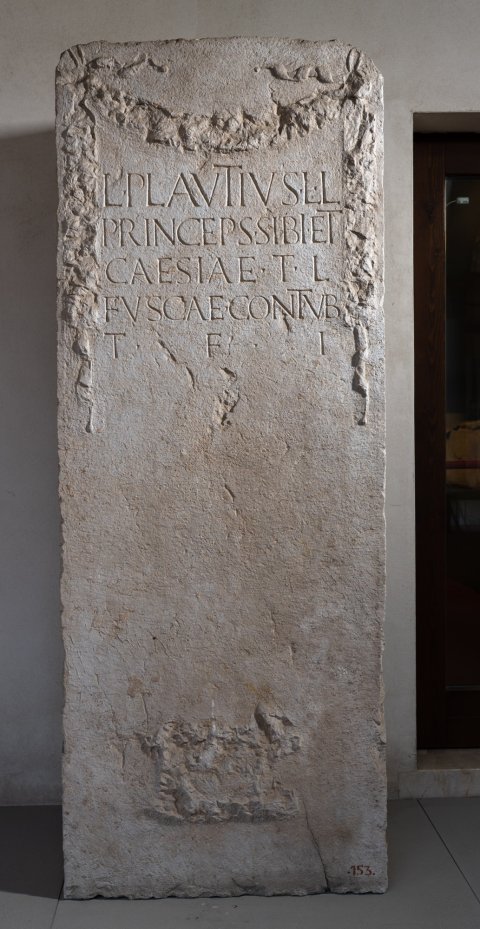 L·PLAVTIVS·L·L
PRINCEPS SIBI ET
CAESIAE·T·L
FVSCAE·CONTVB
T·F·I
·153·